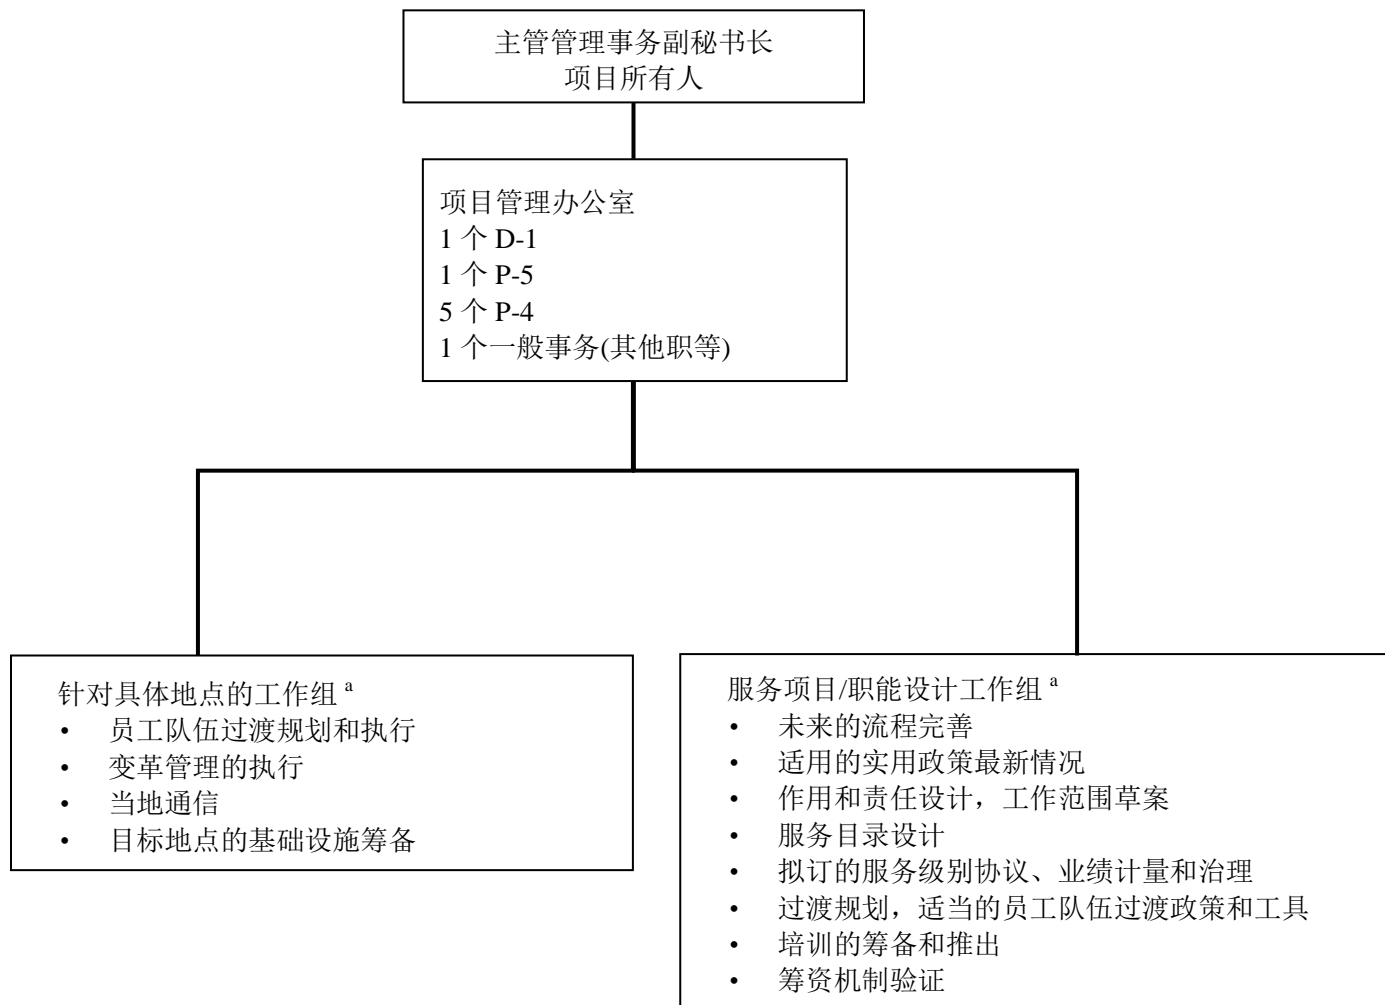 主管管理事务副秘书长
项目所有人
项目管理办公室
1 个 D-1
1 个 P-5
5 个 P-4
1 个一般事务(其他职等)
针对具体地点的工作组 a
• 员工队伍过渡规划和执行
• 变革管理的执行
• 当地通信
• 目标地点的基础设施筹备
服务项目/职能设计工作组 a
• 未来的流程完善
• 适用的实用政策最新情况
• 作用和责任设计，工作范围草案
• 服务目录设计
• 拟订的服务级别协议、业绩计量和治理
• 过渡规划，适当的员工队伍过渡政策和工具
• 培训的筹备和推出
• 筹资机制验证